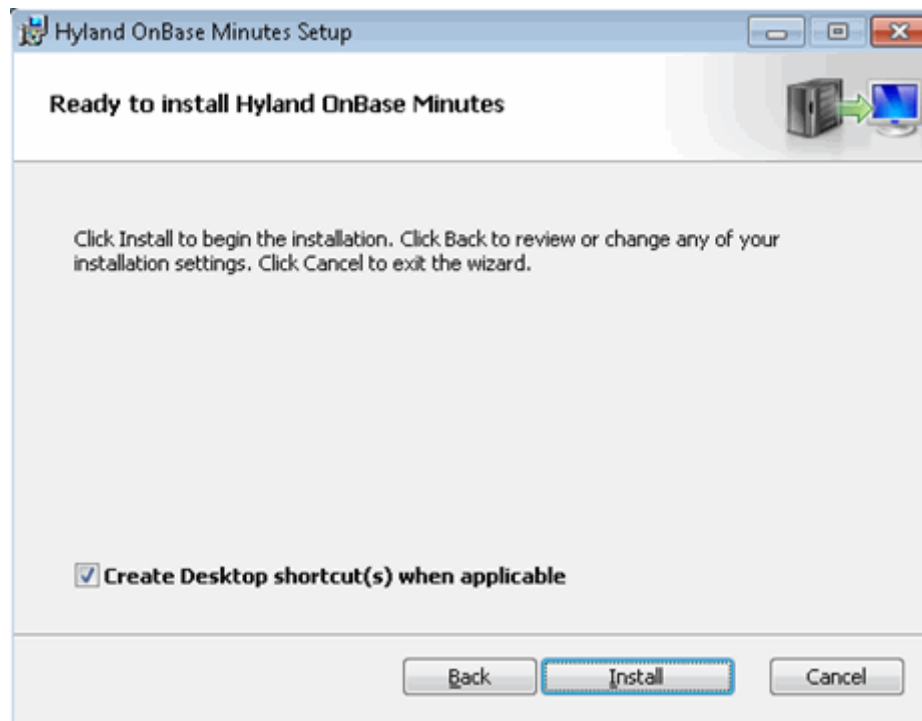 Hyland OnBase Minutes Setup
Ready to install Hyland OnBase Minutes
Click Install to begin the installation. Click Back to review or change any of your
installation settings. Click Cancel to exit the wizard.
Create Desktop shortcut(s) when applicable
Back Install Cancel